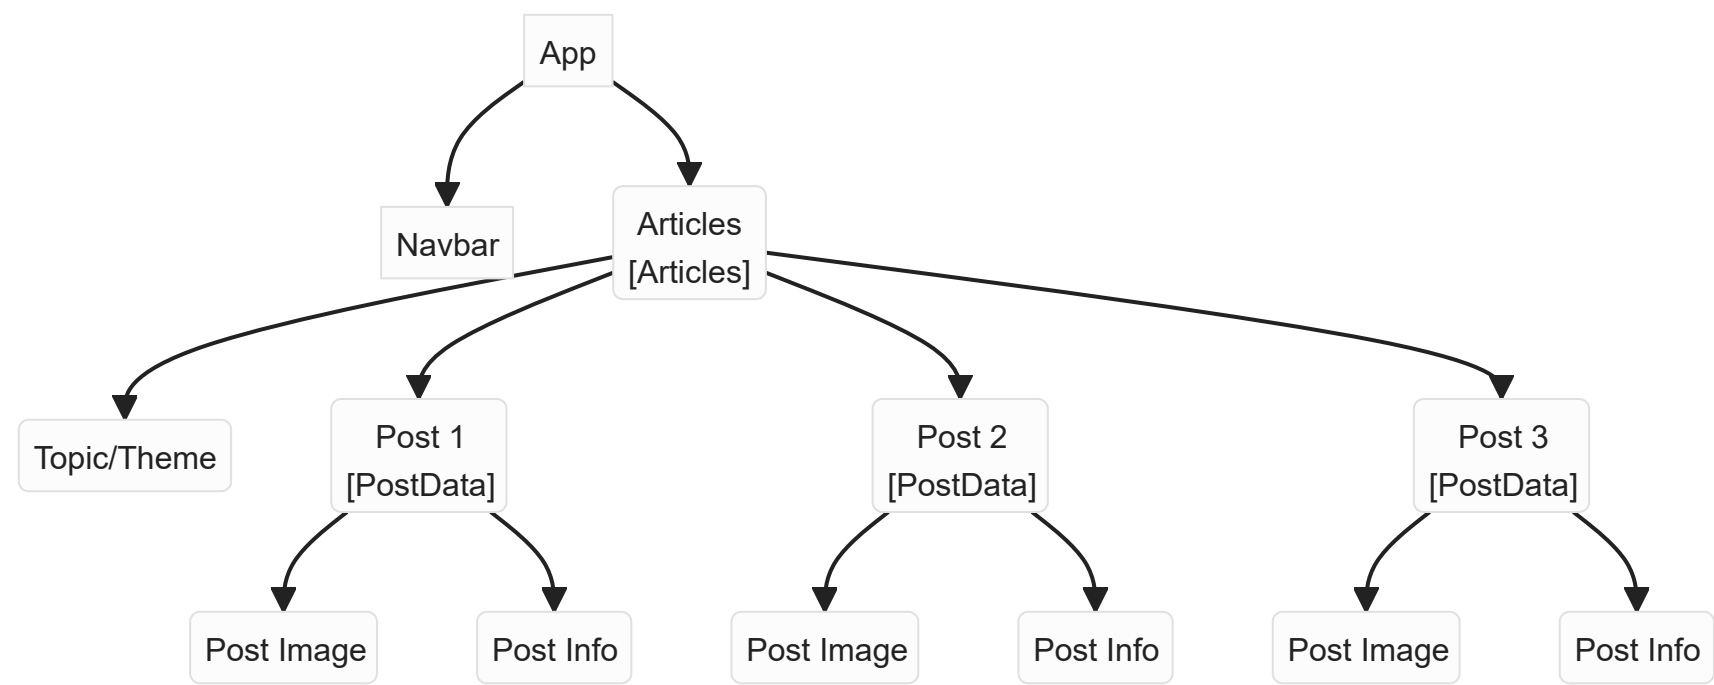 App
Navbar
Articles
[Articles]
Topic/Theme
Post 1
[PostData]
Post 2
[PostData]
Post 3
[PostData]
Post Image
Post Info
Post Image
Post Info
Post Image
Post Info